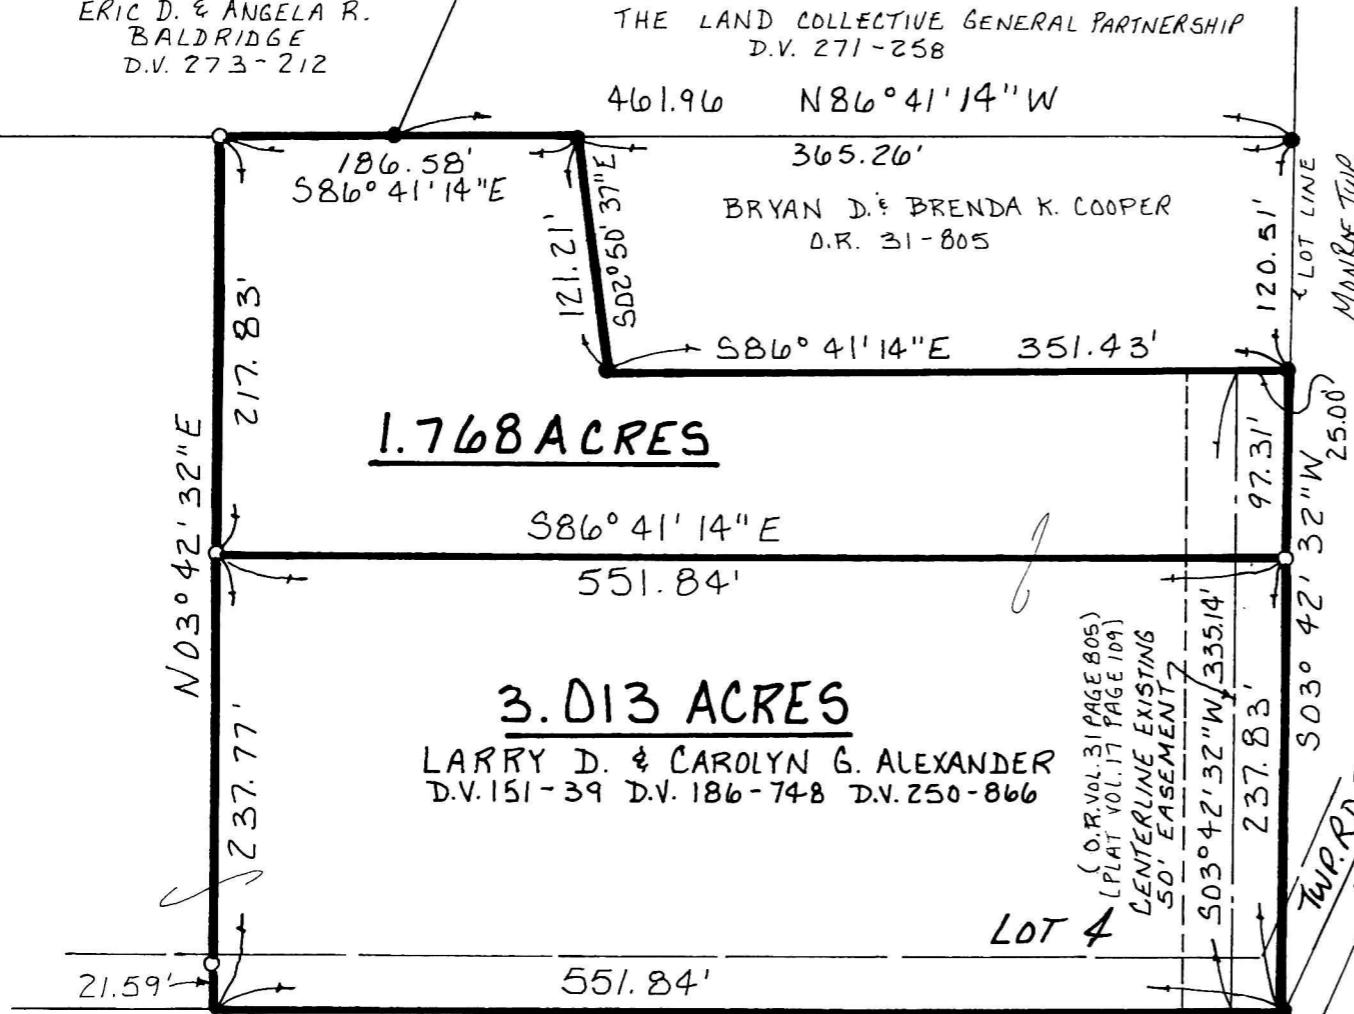 ERIC D. & ANGELA R.
BALDRIDGE
D.V. 273-212
THE LAND COLLECTIVE GENERAL PARTNERSHIP
D.V. 271-258
461.96 N86°41'14"W
186.58'
S86°41'14"E
365.26'
BRYAN D. & BRENDA K. COOPER
O.R. 31-805
121.21'
S02°50'37"E
120.51'
LOT LINE
MONROE TWP
217.83'
S86°41'14"E 351.43'
25.00'
1.768 ACRES
97.31'
N03°42'32"E
S03°42'32"W
S86°41'14"E
551.84'
3.013 ACRES
LARRY D. & CAROLYN G. ALEXANDER
D.V. 151-39 D.V. 186-748 D.V. 250-866
237.77'
(O.R. VOL. 31 PAGE 805)
(PLAT VOL. 17 PAGE 109)
CENTERLINE EXISTING
50' EASEMENT
S03°42'32"W 335.14'
237.83'
TWP. RD.
LOT 4
21.59'
551.84'